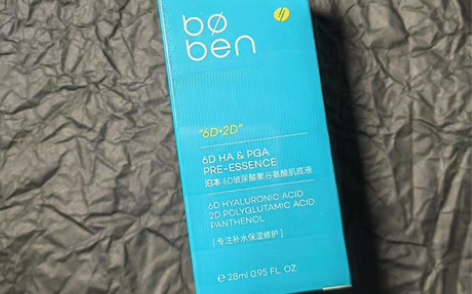 bø
ben
"6D+2D"
6D HA & PGA
PRE-ESSENCE
泊本 6D玻尿酸聚谷氨酸肌底液
6D HYALURONIC ACID
2D POLYGLUTAMIC ACID
PANTHENOL
[ 专注补水保湿修护 ]
e 28ml 0.95 FL. OZ.